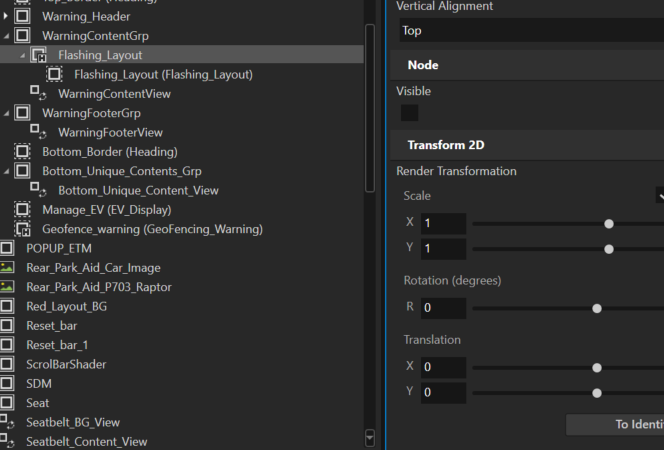 Top_Border (Heading)
Warning_Header
WarningContentGrp
Flashing_Layout
Flashing_Layout (Flashing_Layout)
WarningContentView
WarningFooterGrp
WarningFooterView
Bottom_Border (Heading)
Bottom_Unique_Contents_Grp
Bottom_Unique_Content_View
Manage_EV (EV_Display)
Geofence_warning (GeoFencing_Warning)
POPUP_ETM
Rear_Park_Aid_Car_Image
Rear_Park_Aid_P703_Raptor
Red_Layout_BG
Reset_bar
Reset_bar_1
ScrolBarShader
SDM
Seat
Seatbelt_BG_View
Seatbelt_Content_View
Vertical Alignment
Top
Node
Visible
Transform 2D
Render Transformation
Scale
X 1
Y 1
Rotation (degrees)
R 0
Translation
X 0
Y 0
To Identi